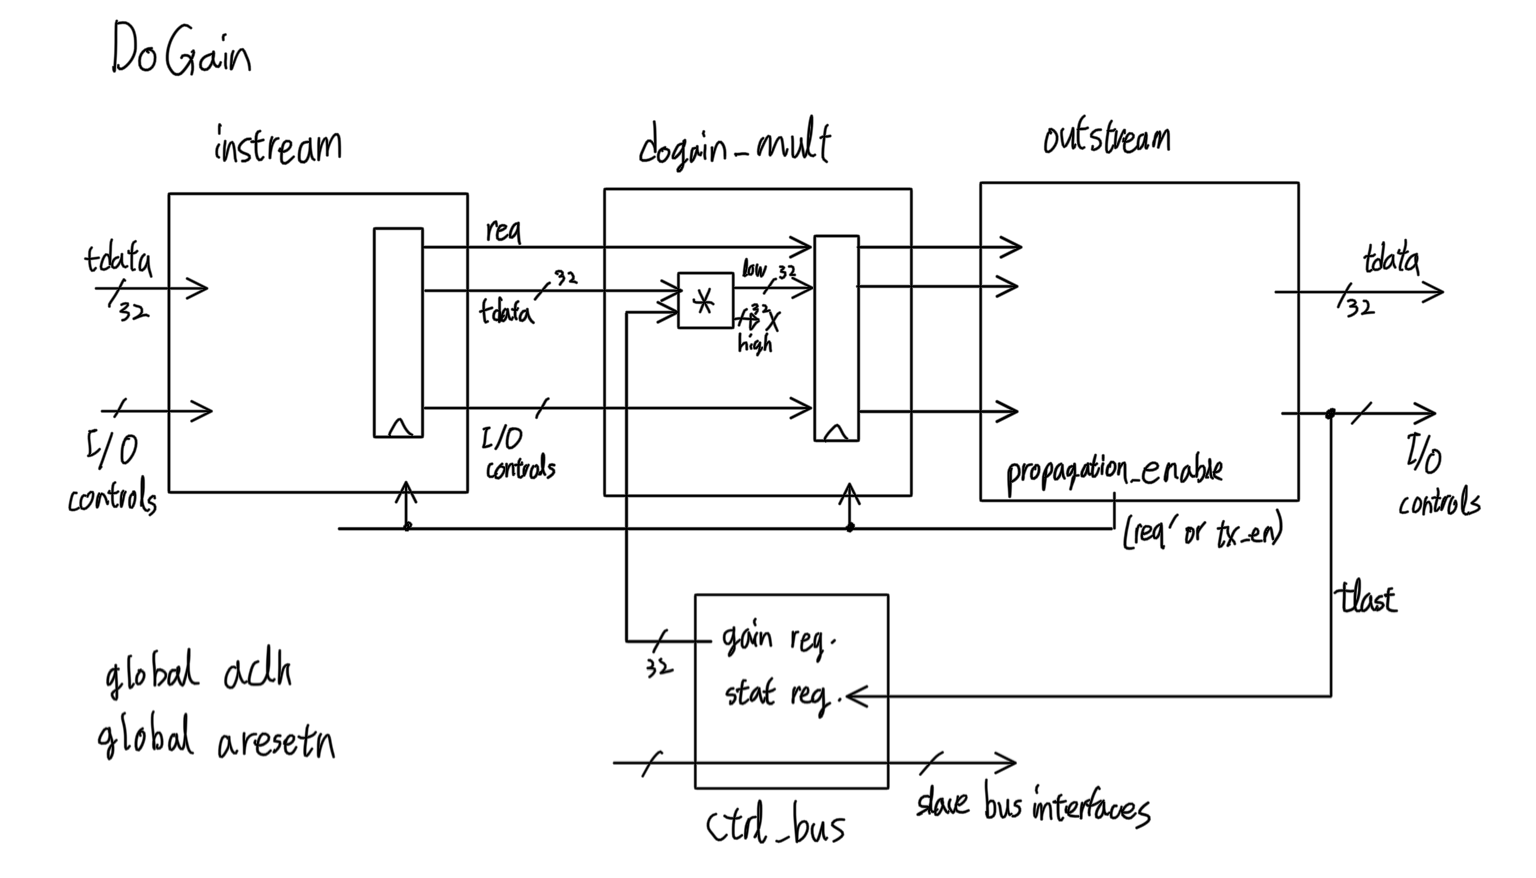 DoGain
instream
dogain_mult
outstream
tdata
32
I/O
controls
req
tdata
32
I/O
controls
*
low
32
32
X
high
tdata
32
I/O
controls
propagation_enable
(req' or tx_en)
tlast
gain reg.
32
stat reg.
slave bus interfaces
ctrl_bus
global aclk
global aresetn